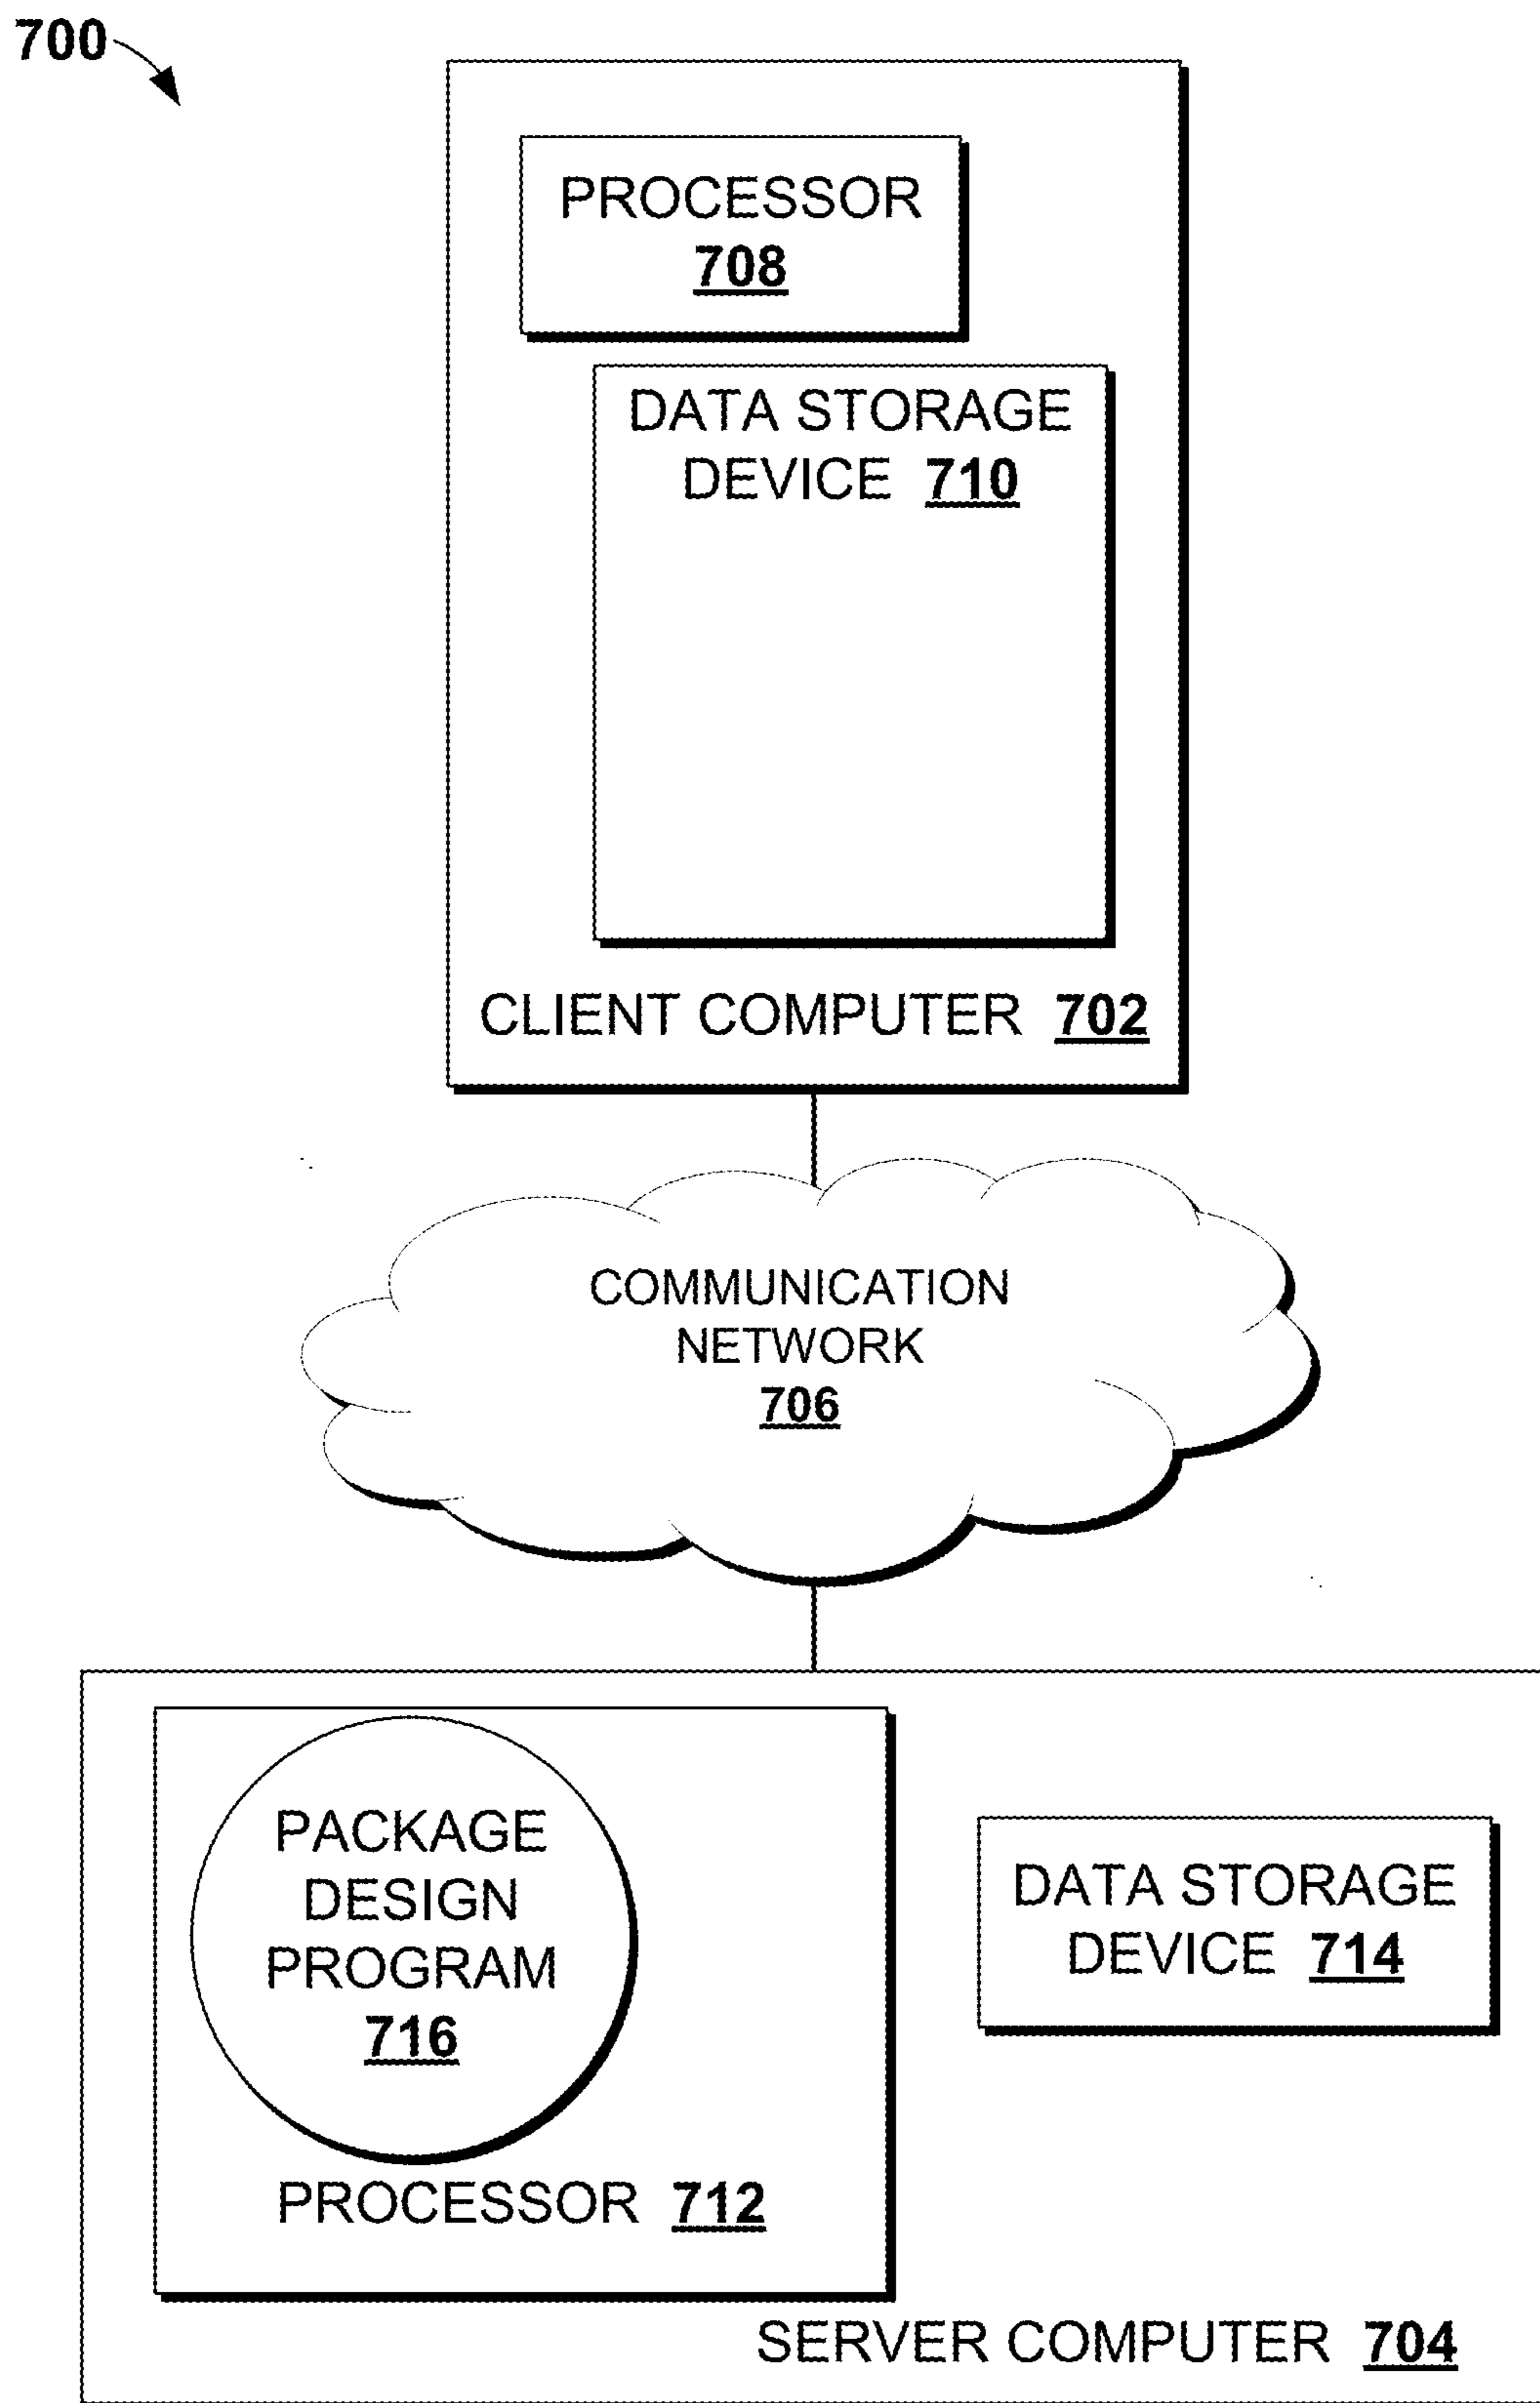 700
PROCESSOR
708
DATA STORAGE
DEVICE 710
CLIENT COMPUTER 702
COMMUNICATION
NETWORK
706
PACKAGE
DESIGN
PROGRAM
716
PROCESSOR 712
DATA STORAGE
DEVICE 714
SERVER COMPUTER 704